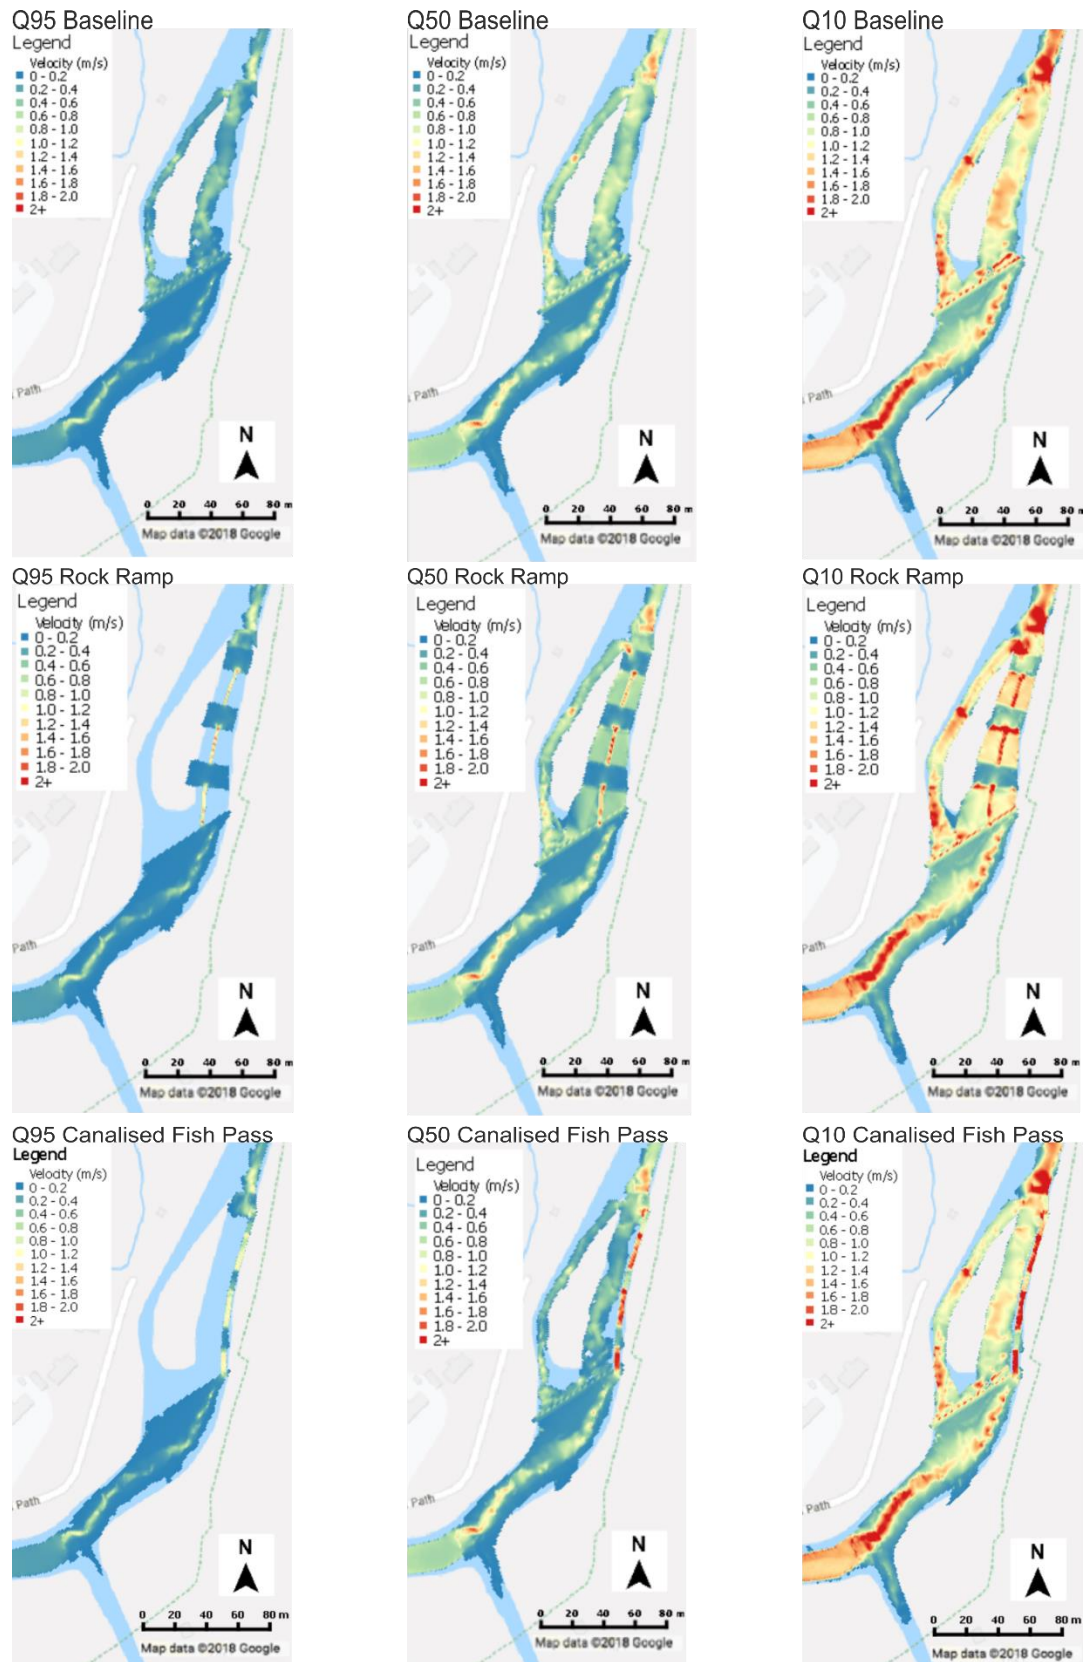 Q95 Baseline
Legend
Velocity (m/s)
0 - 0.2
0.2 - 0.4
0.4 - 0.6
0.6 - 0.8
0.8 - 1.0
1.0 - 1.2
1.2 - 1.4
1.4 - 1.6
1.6 - 1.8
1.8 - 2.0
2+
Path
N
0 20 40 60 80 m
Map data ©2018 Google
Q50 Baseline
Legend
Velocity (m/s)
0 - 0.2
0.2 - 0.4
0.4 - 0.6
0.6 - 0.8
0.8 - 1.0
1.0 - 1.2
1.2 - 1.4
1.4 - 1.6
1.6 - 1.8
1.8 - 2.0
2+
Path
N
0 20 40 60 80 m
Map data ©2018 Google
Q10 Baseline
Legend
Velocity (m/s)
0 - 0.2
0.2 - 0.4
0.4 - 0.6
0.6 - 0.8
0.8 - 1.0
1.0 - 1.2
1.2 - 1.4
1.4 - 1.6
1.6 - 1.8
1.8 - 2.0
2+
Path
N
0 20 40 60 80 m
Map data ©2018 Google
Q95 Rock Ramp
Legend
Velocity (m/s)
0 - 0.2
0.2 - 0.4
0.4 - 0.6
0.6 - 0.8
0.8 - 1.0
1.0 - 1.2
1.2 - 1.4
1.4 - 1.6
1.6 - 1.8
1.8 - 2.0
2+
Path
N
0 20 40 60 80 m
Map data ©2018 Google
Q50 Rock Ramp
Legend
Velocity (m/s)
0 - 0.2
0.2 - 0.4
0.4 - 0.6
0.6 - 0.8
0.8 - 1.0
1.0 - 1.2
1.2 - 1.4
1.4 - 1.6
1.6 - 1.8
1.8 - 2.0
2+
Path
N
0 20 40 60 80 m
Map data ©2018 Google
Q10 Rock Ramp
Legend
Velocity (m/s)
0 - 0.2
0.2 - 0.4
0.4 - 0.6
0.6 - 0.8
0.8 - 1.0
1.0 - 1.2
1.2 - 1.4
1.4 - 1.6
1.6 - 1.8
1.8 - 2.0
2+
Path
N
0 20 40 60 80 m
Map data ©2018 Google
Q95 Canalised Fish Pass
Legend
Velocity (m/s)
0 - 0.2
0.2 - 0.4
0.4 - 0.6
0.6 - 0.8
0.8 - 1.0
1.0 - 1.2
1.2 - 1.4
1.4 - 1.6
1.6 - 1.8
1.8 - 2.0
2+
Path
N
0 20 40 60 80 m
Map data ©2018 Google
Q50 Canalised Fish Pass
Legend
Velocity (m/s)
0 - 0.2
0.2 - 0.4
0.4 - 0.6
0.6 - 0.8
0.8 - 1.0
1.0 - 1.2
1.2 - 1.4
1.4 - 1.6
1.6 - 1.8
1.8 - 2.0
2+
Path
N
0 20 40 60 80 m
Map data ©2018 Google
Q10 Canalised Fish Pass
Legend
Velocity (m/s)
0 - 0.2
0.2 - 0.4
0.4 - 0.6
0.6 - 0.8
0.8 - 1.0
1.0 - 1.2
1.2 - 1.4
1.4 - 1.6
1.6 - 1.8
1.8 - 2.0
2+
Path
N
0 20 40 60 80 m
Map data ©2018 Google